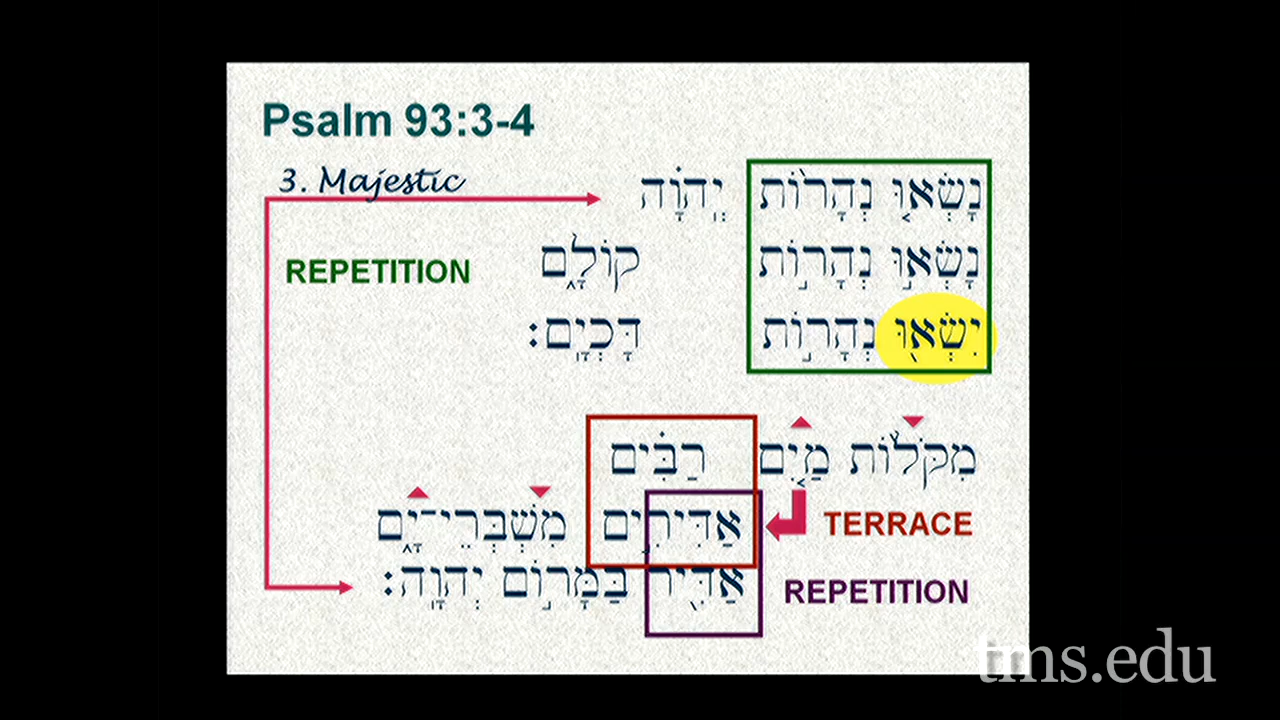 Psalm 93:3-4
3. Majestic
נָשְׂא֤וּ נְהָר֨וֹת יְֽהוָ֗ה
REPETITION
נָשְׂא֣וּ נְהָר֣וֹת קוֹלָ֑ם
יִשְׂא֖וּ נְהָר֣וֹת דָּכְיָֽם׃
מִקֹּל֨וֹת מַ֤יִם רַבִּ֗ים
אַדִּירִ֣ים מִשְׁבְּרֵי־יָ֑ם
TERRACE
אַדִּ֖יר בַּמָּר֣וֹם יְהוָֽה׃
REPETITION
tms.edu